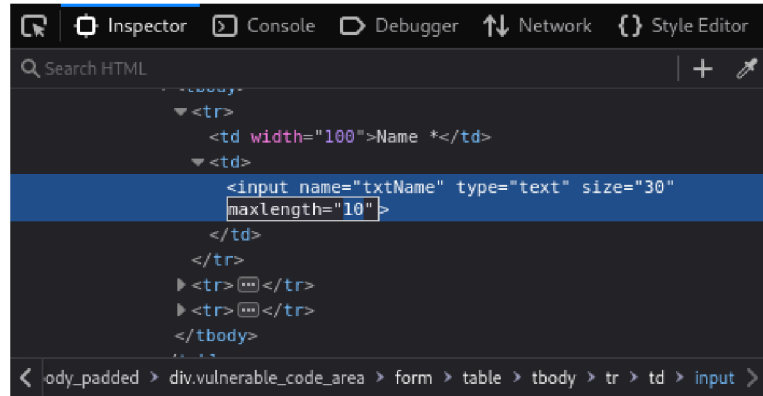 Inspector Console Debugger Network {} Style Editor
Search HTML
<tr>
<td width="100">Name *</td>
<td>
<input name="txtName" type="text" size="30"
maxlength="10">
</td>
</tr>
<tr>…</tr>
<tr>…</tr>
</tbody>
ody_padded > div.vulnerable_code_area > form > table > tbody > tr > td > input